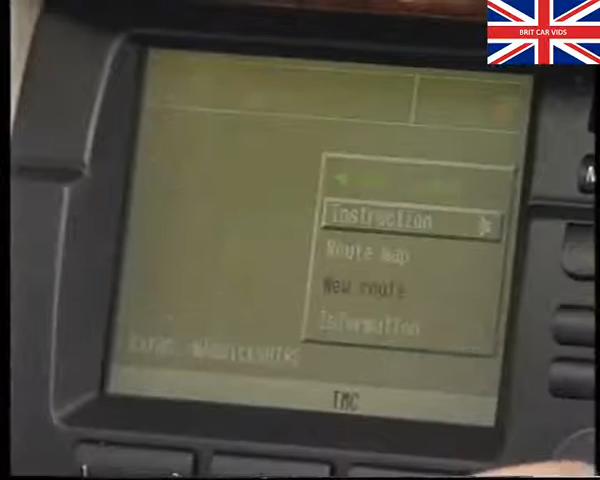 BRIT CAR VIDS
Instruction
Route map
New route
Information
TMC